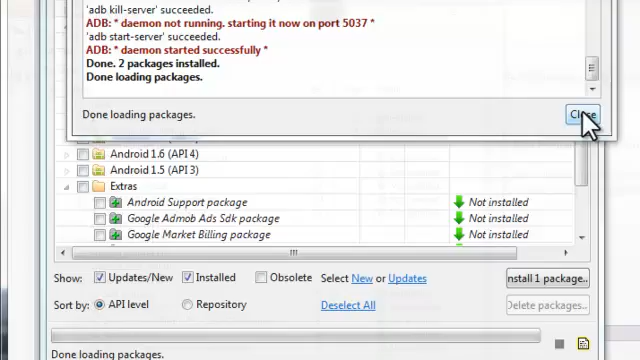 'adb kill-server' succeeded.
ADB: * daemon not running. starting it now on port 5037 *
'adb start-server' succeeded.
ADB: * daemon started successfully *
Done. 2 packages installed.
Done loading packages.
Done loading packages.
Close
Android 1.6 (API 4)
Android 1.5 (API 3)
Extras
Android Support package Not installed
Google Admob Ads Sdk package Not installed
Google Market Billing package Not installed
Show: Updates/New Installed Obsolete Select New or Updates
nstall 1 package..
Sort by: API level Repository Deselect All
Delete packages..
Done loading packages.